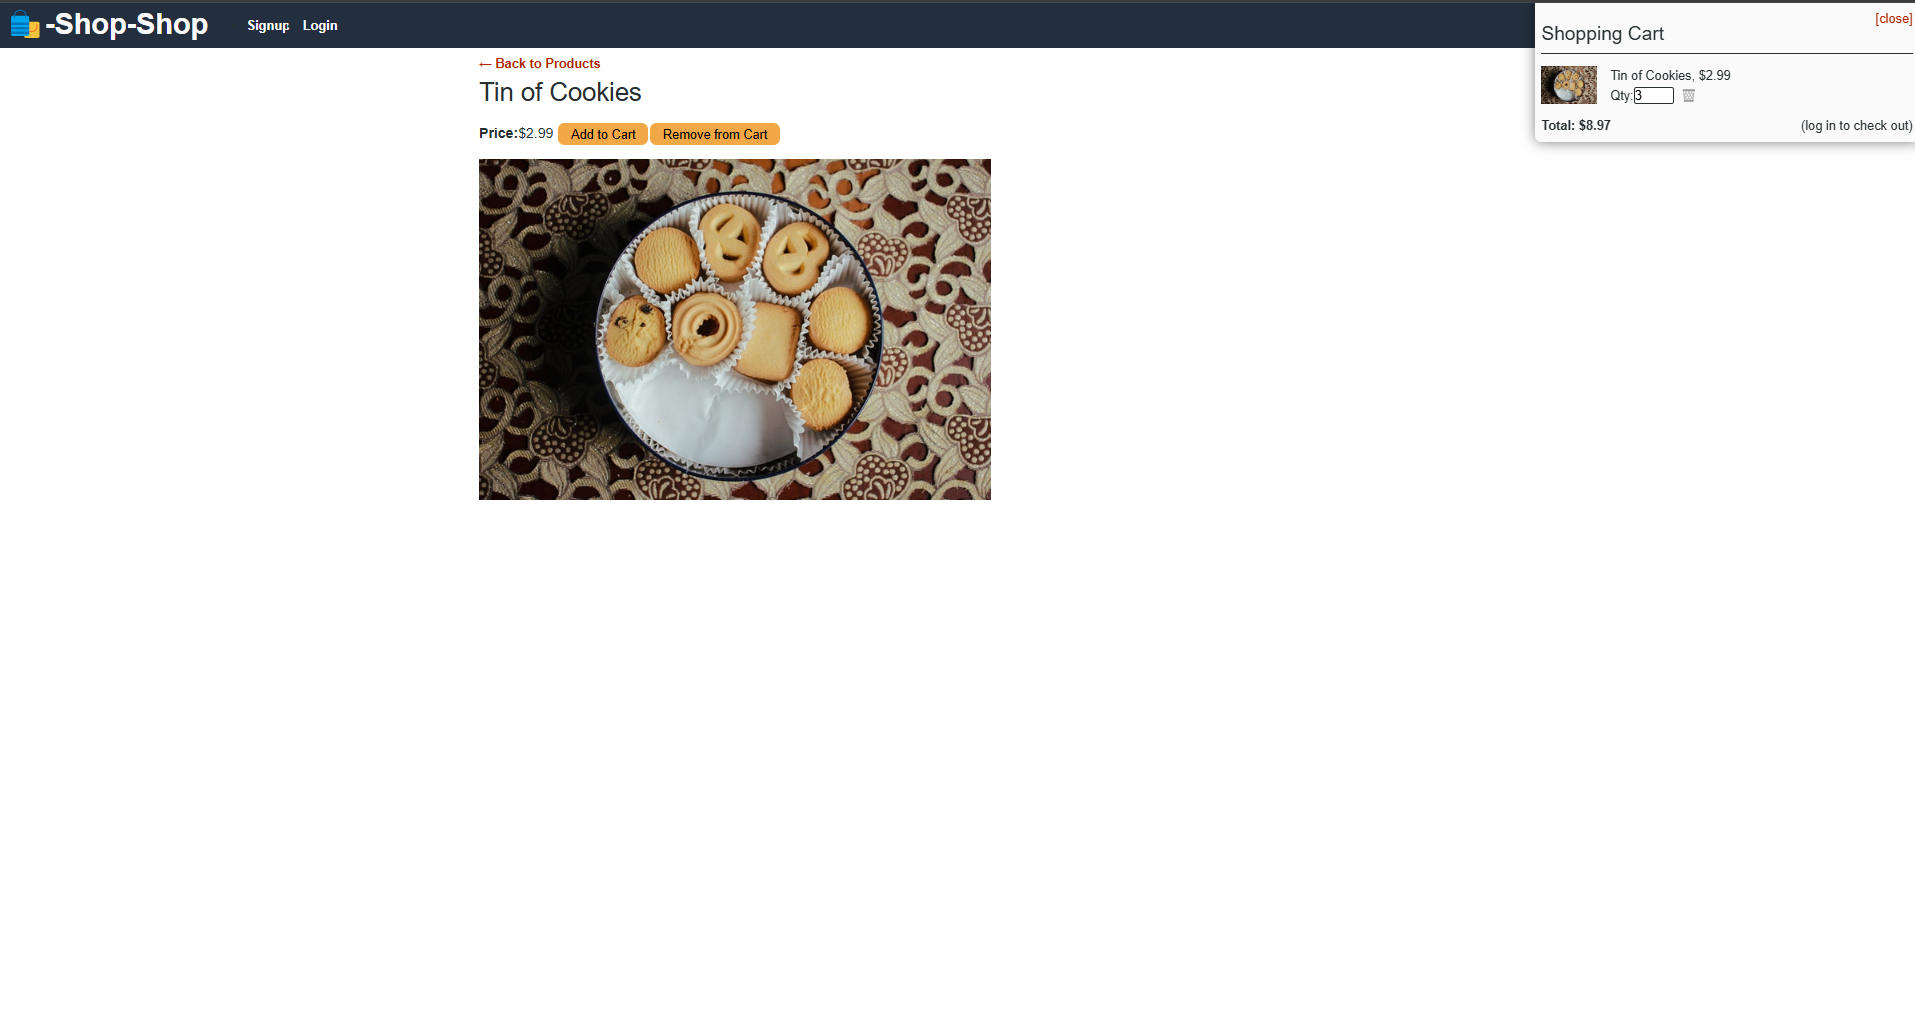 -Shop-Shop
Signup Login
← Back to Products
Tin of Cookies
Price:$2.99 Add to Cart Remove from Cart
[close]
Shopping Cart
Tin of Cookies, $2.99
Qty:3
Total: $8.97 (log in to check out)